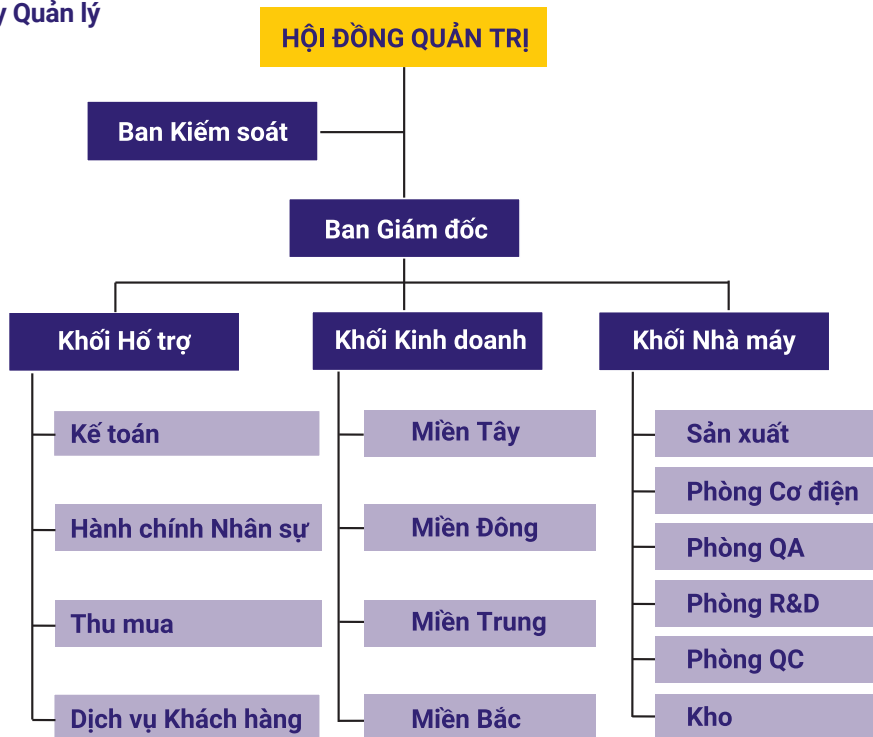 y Quản lý
HỘI ĐỒNG QUẢN TRỊ
Ban Kiếm soát
Ban Giám đốc
Khối Hố trợ
Khối Kinh doanh
Khối Nhà máy
Kế toán
Hành chính Nhân sự
Thu mua
Dịch vụ Khách hàng
Miền Tây
Miền Đông
Miền Trung
Miền Bắc
Sản xuất
Phòng Cơ điện
Phòng QA
Phòng R&D
Phòng QC
Kho